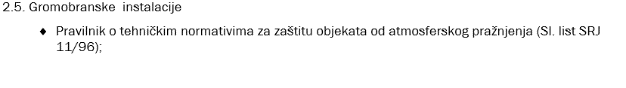 2.5. Gromobranske instalacije
♦ Pravilnik o tehničkim normativima za zaštitu objekata od atmosferskog pražnjenja (Sl. list SRJ
11/96);